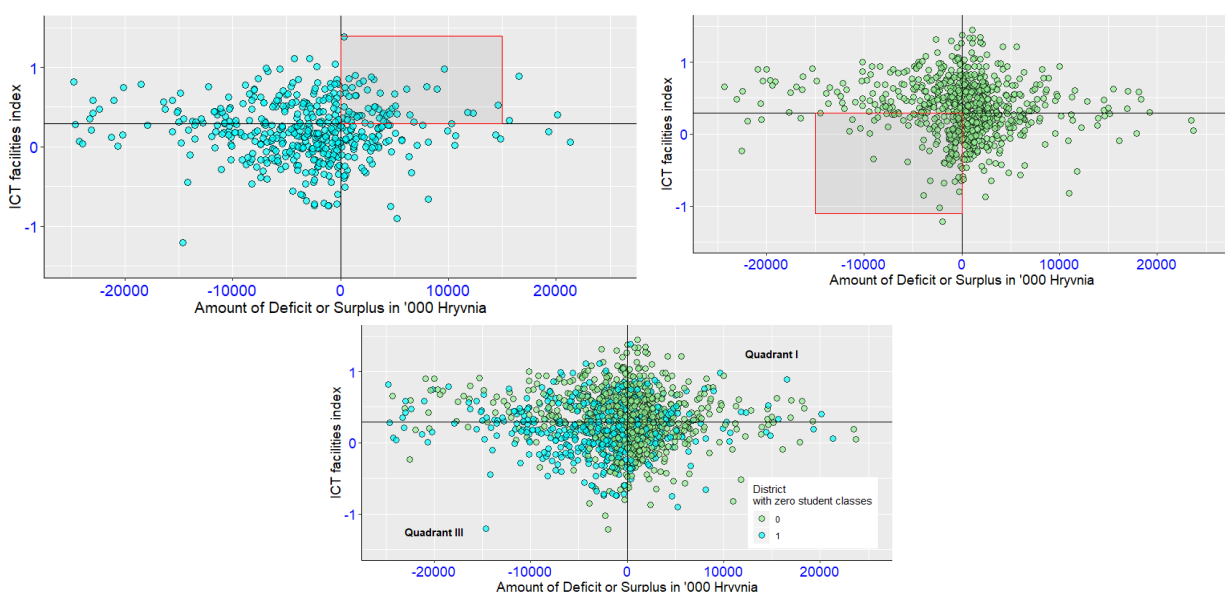 ICT facilities index
1
0
-1
-20000 -10000 0 10000 20000
Amount of Deficit or Surplus in '000 Hryvnia
ICT facilities index
1
0
-1
-20000 -10000 0 10000 20000
Amount of Deficit or Surplus in '000 Hryvnia
ICT facilities index
1
0
-1
Quadrant I
Quadrant III
District
with zero student classes
0
1
-20000 -10000 0 10000 20000
Amount of Deficit or Surplus in '000 Hryvnia